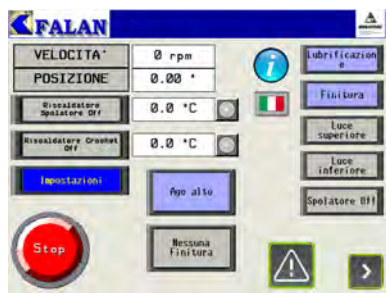 FALAN
VELOCITA' 0 rpm
POSIZIONE 0.00 °
Riscaldatore
Spolatore Off
0.0 °C
Riscaldatore Crochet
Off
0.0 °C
Impostazioni
Ago alto
Nessuna
Finitura
Stop
Lubrificazion
e
Finitura
Luce
superiore
Luce
inferiore
Spolatore Off